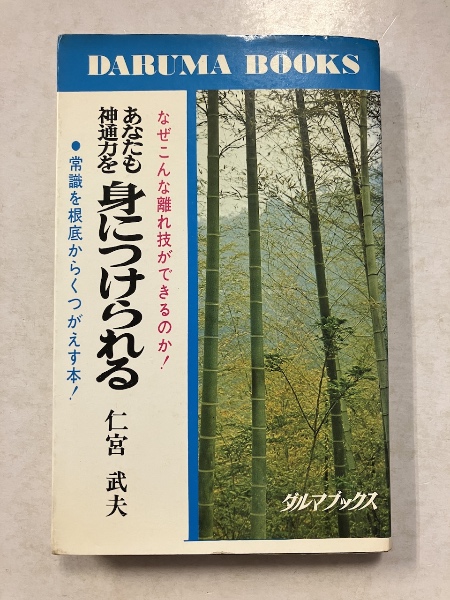 DARUMA BOOKS
なぜこんな離れ技ができるのか!
あなたも
神通力を
身につけられる
仁宮 武夫
●常識を根底からくつがえす本!
ダルマブックス